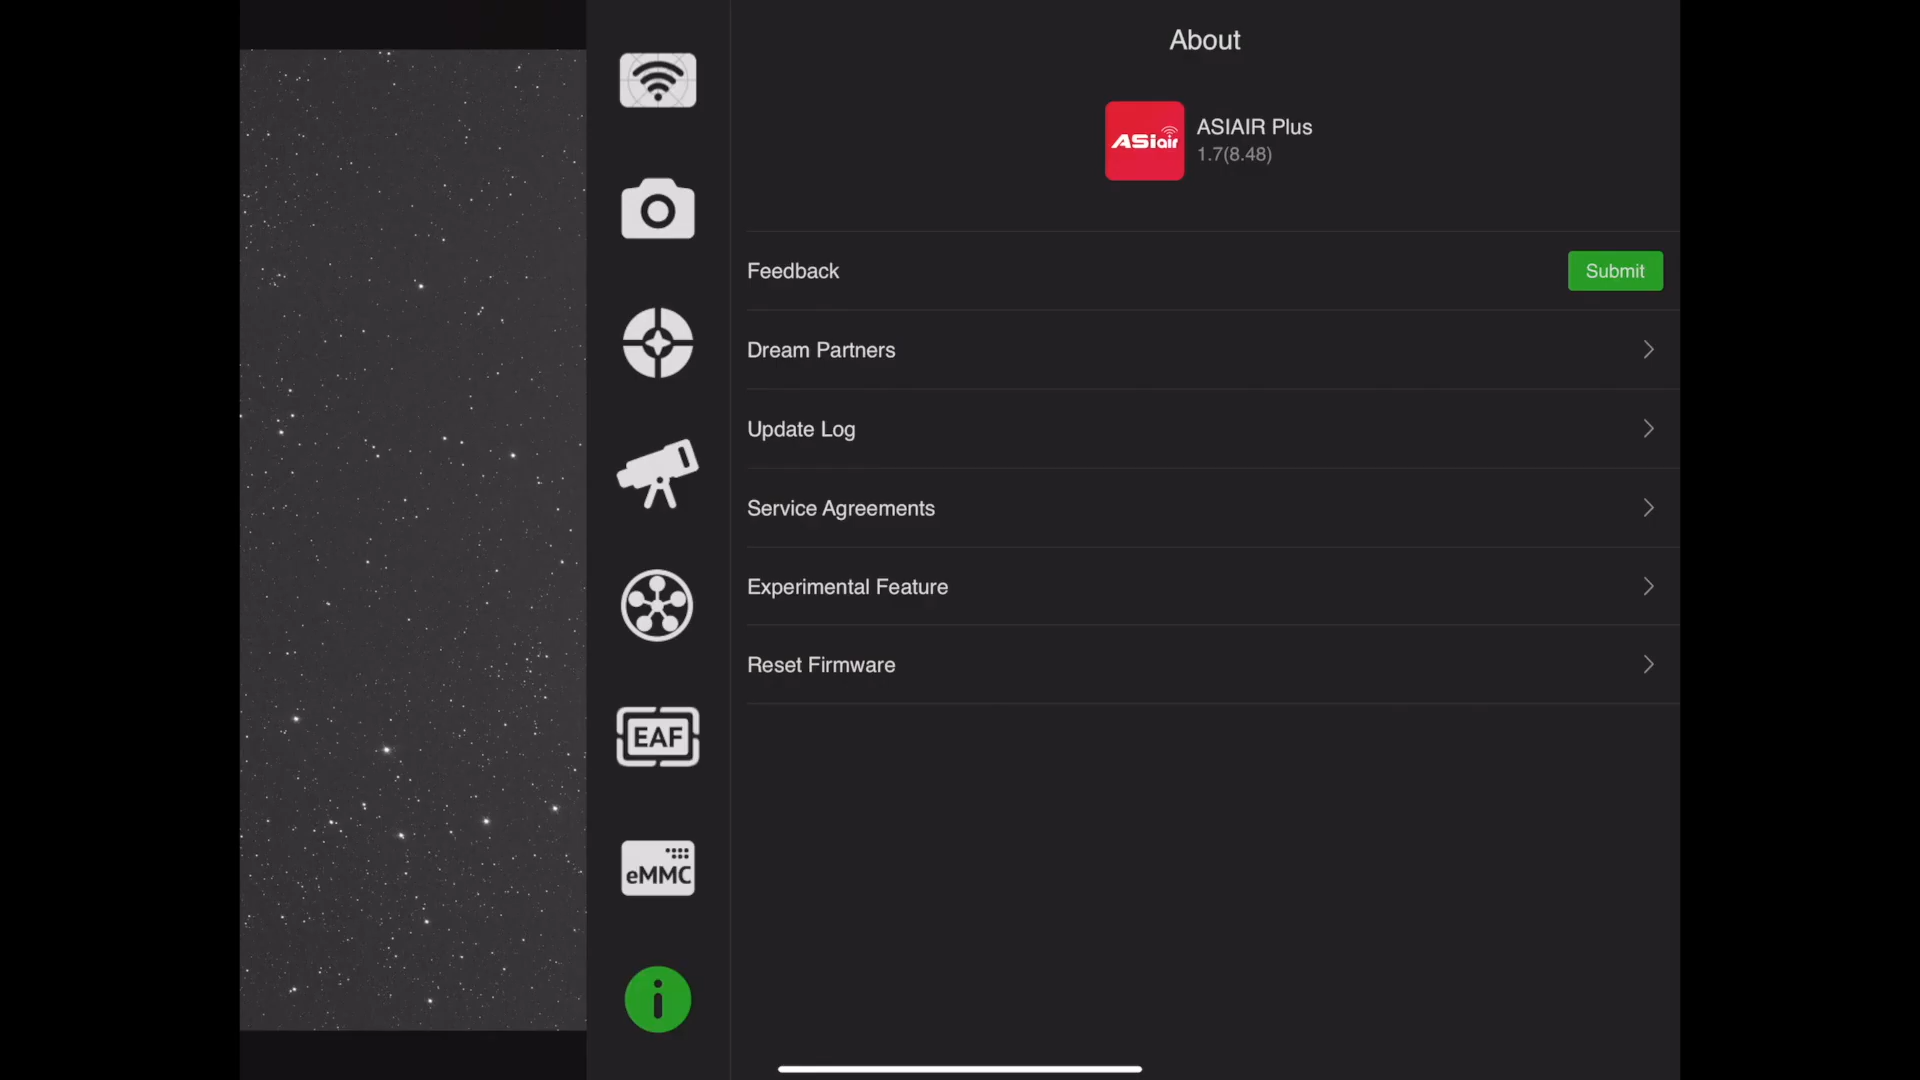 About
ASiair
ASIAIR Plus
1.7(8.48)
Feedback
Submit
Dream Partners
Update Log
Service Agreements
Experimental Feature
Reset Firmware
EAF
eMMC